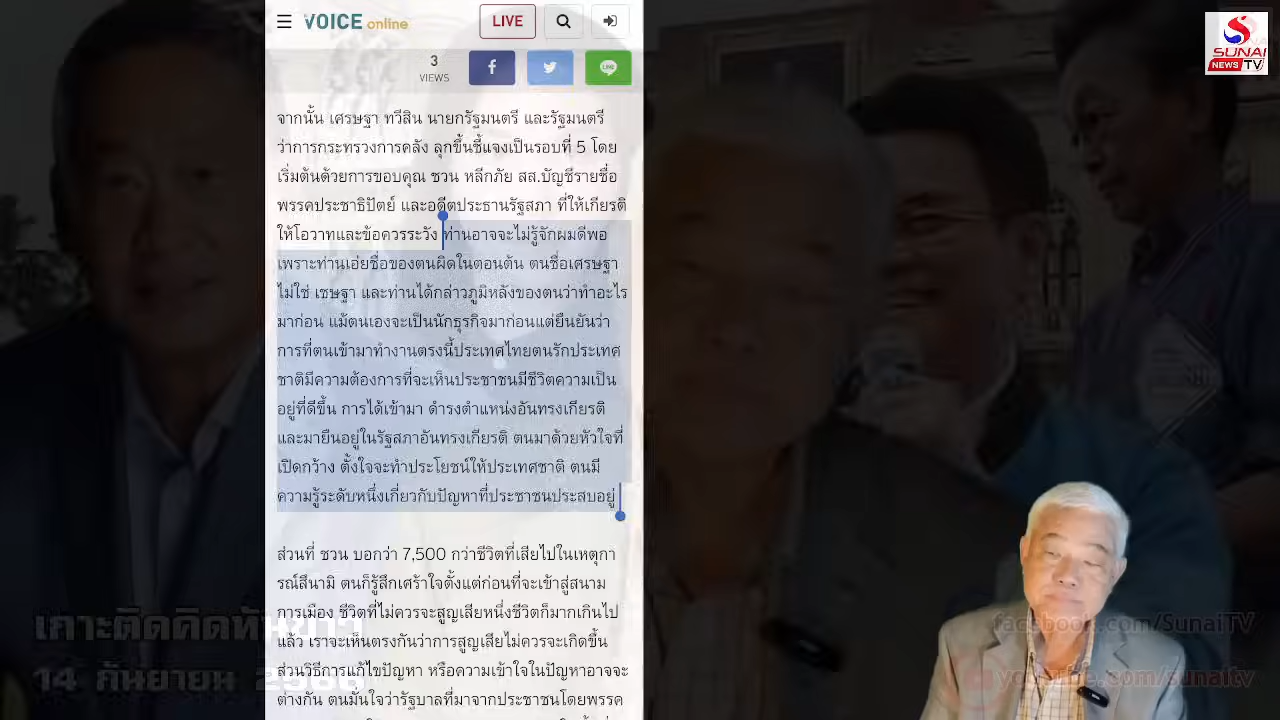 VOICE online
LIVE
3
VIEWS
LINE
SUNAI
NEWS TV
จากนั้น เศรษฐา ทวีสิน นายกรัฐมนตรี และรัฐมนตรี
ว่าการกระทรวงการคลัง ลุกขึ้นชี้แจงเป็นรอบที่ 5 โดย
เริ่มต้นด้วยการขอบคุณ ชวน หลีกภัย สส.บัญชีรายชื่อ
พรรคประชาธิปัตย์ และอดีตประธานรัฐสภา ที่ให้เกียรติ
ให้โอวาทและข้อควรระวัง ท่านอาจจะไม่รู้จักผมดีพอ
เพราะท่านเอ่ยชื่อของตนผิดในตอนต้น ตนชื่อเศรษฐา
ไม่ใช่ เชษฐา และท่านได้กล่าวภูมิหลังของตนว่าทำอะไร
มาก่อน แม้ตนเองจะเป็นนักธุรกิจมาก่อนแต่ยืนยันว่า
การที่ตนเข้ามาทำงานตรงนี้ประเทศไทยตนรักประเทศ
ชาติมีความต้องการที่จะเห็นประชาชนมีชีวิตความเป็น
อยู่ที่ดีขึ้น การได้เข้ามา ดำรงตำแหน่งอันทรงเกียรติ
และมายืนอยู่ในรัฐสภาอันทรงเกียรติ ตนมาด้วยหัวใจที่
เปิดกว้าง ตั้งใจจะทำประโยชน์ให้ประเทศชาติ ตนมี
ความรู้ระดับหนึ่งเกี่ยวกับปัญหาที่ประชาชนประสบอยู่
ส่วนที่ ชวน บอกว่า 7,500 กว่าชีวิตที่เสียไปในเหตุกา
รณ์สึนามิ ตนก็รู้สึกเศร้าใจตั้งแต่ก่อนที่จะเข้าสู่สนาม
การเมือง ชีวิตที่ไม่ควรจะสูญเสียหนึ่งชีวิตก็มากเกินไป
แล้ว เราจะเห็นตรงกันว่าการสูญเสียไม่ควรจะเกิดขึ้น
ส่วนวิธีการแก้ไขปัญหา หรือความเข้าใจในปัญหาอาจจะ
ต่างกัน ตนมั่นใจว่ารัฐบาลที่มาจากประชาชนโดยพรรค
14 กันยายน
facebook.com/SunaiTV
youtube.com/sunaitv